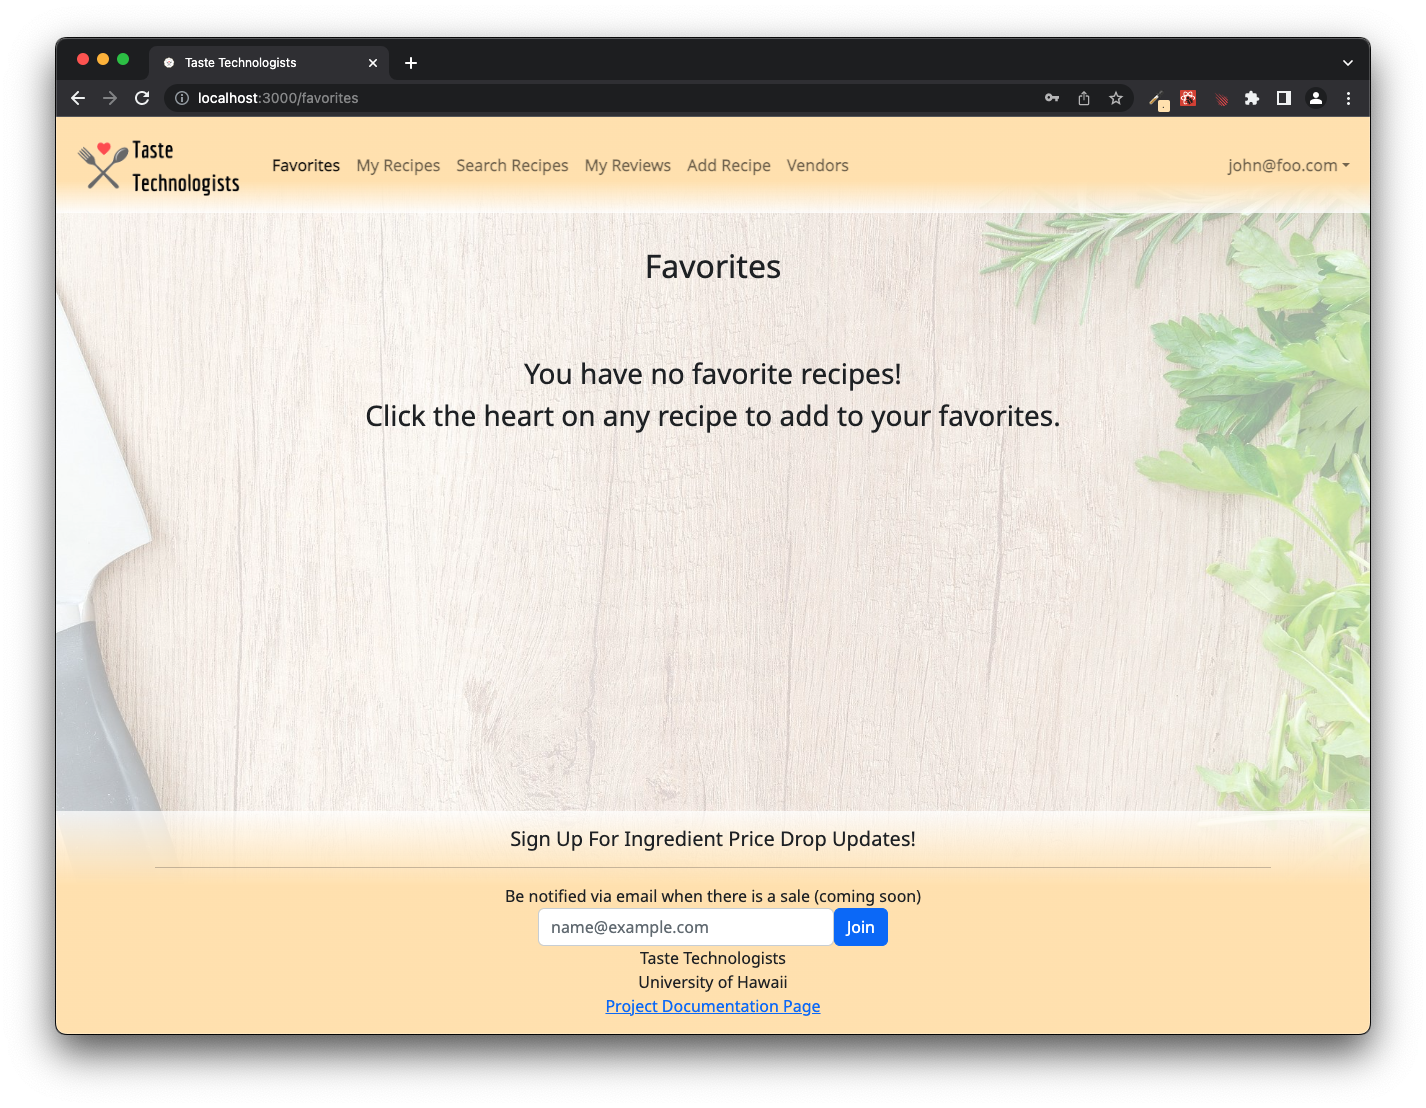 Taste Technologists
localhost:3000/favorites
Taste
Technologists
Favorites My Recipes Search Recipes My Reviews Add Recipe Vendors john@foo.com
Favorites
You have no favorite recipes!
Click the heart on any recipe to add to your favorites.
Sign Up For Ingredient Price Drop Updates!
Be notified via email when there is a sale (coming soon)
name@example.com Join
Taste Technologists
University of Hawaii
Project Documentation Page